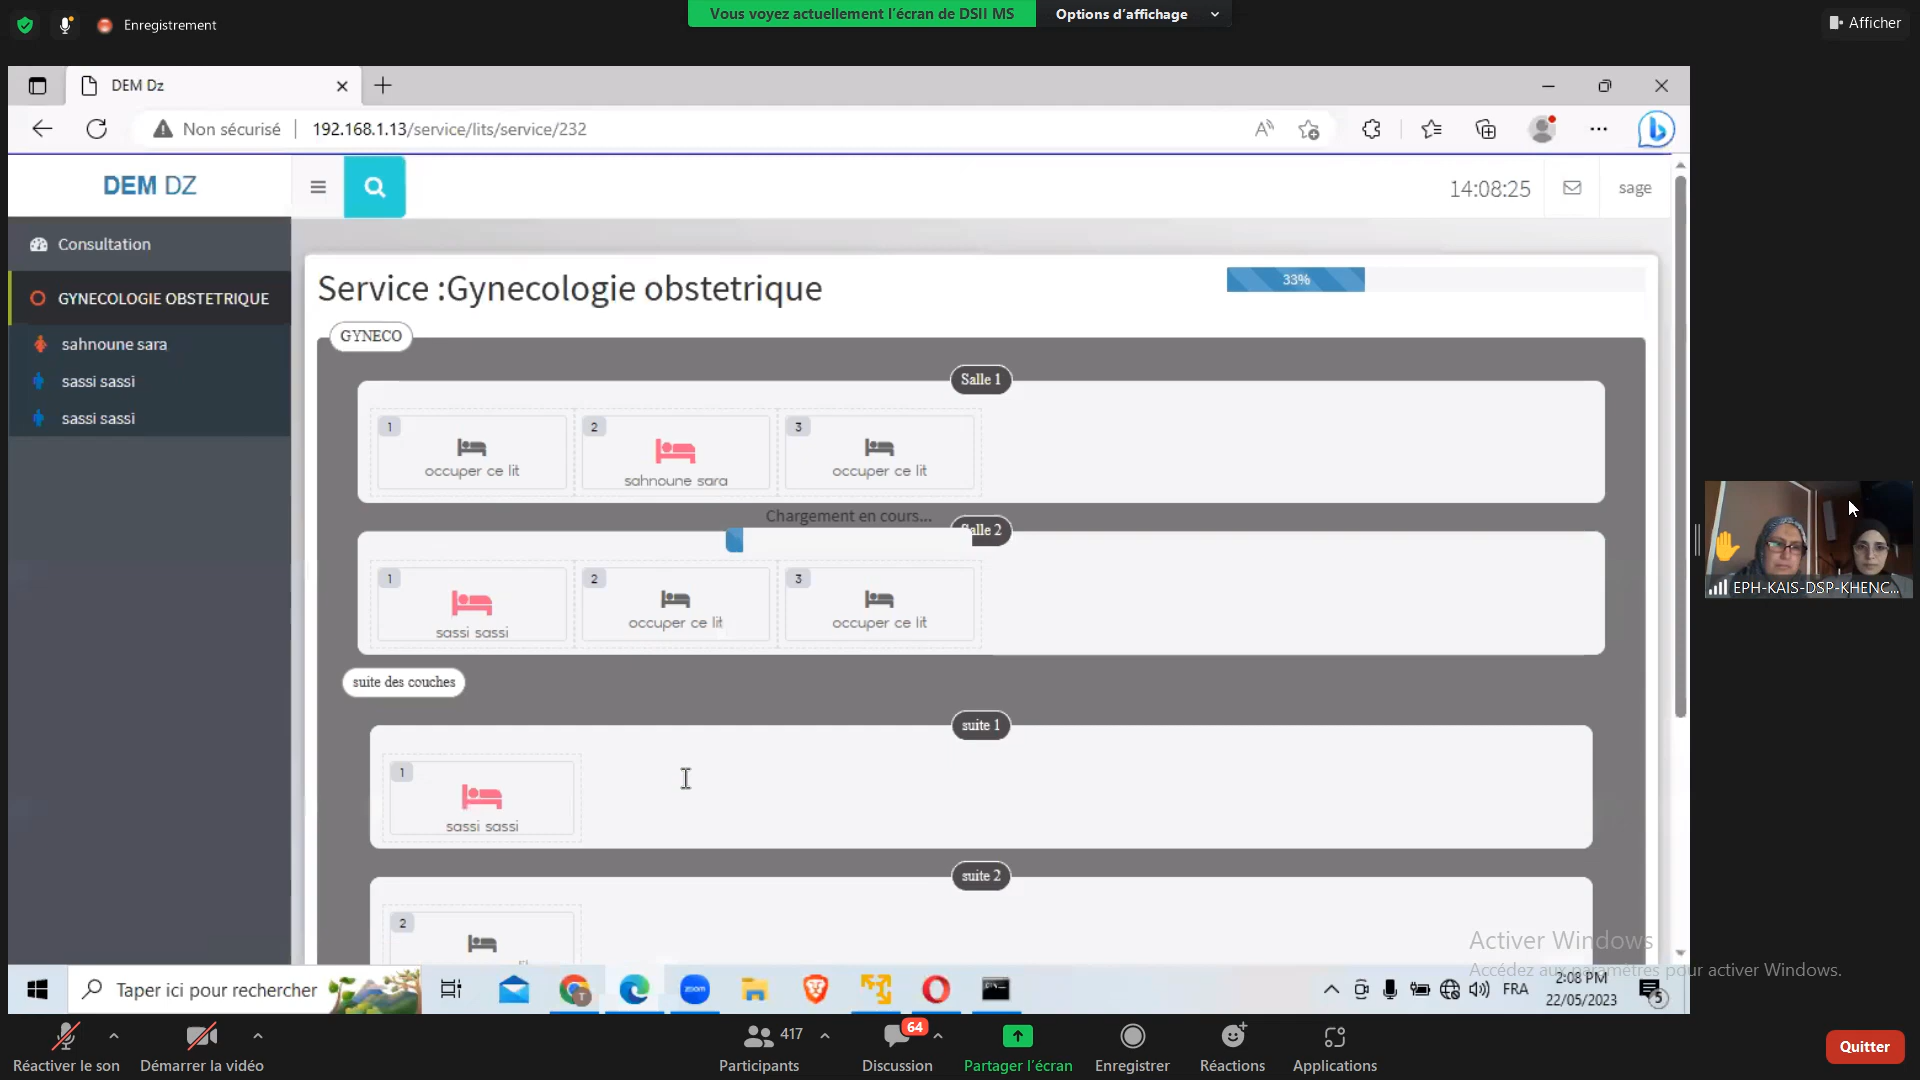 Enregistrement
Vous voyez actuellement l'écran de DSII MS
Options d'affichage
Afficher
DEM Dz
Non sécurisé
192.168.1.13/service/lits/service/232
DEM DZ
14:08:25
sage
Consultation
GYNECOLOGIE OBSTETRIQUE
sahnoune sara
sassi sassi
sassi sassi
Service :Gynecologie obstetrique
33%
GYNECO
Salle 1
1
occuper ce lit
2
sahnoune sara
3
occuper ce lit
Chargement en cours...
alle 2
1
sassi sassi
2
occuper ce lit
3
occuper ce lit
suite des couches
suite 1
1
sassi sassi
suite 2
2
EPH-KAIS-DSP-KHENC...
Activer Windows
Accédez aux paramètres pour activer Windows.
Taper ici pour rechercher
zoom
FRA
2:08 PM
22/05/2023
5
Réactiver le son
Démarrer la vidéo
417
Participants
64
Discussion
Partager l'écran
Enregistrer
Réactions
Applications
Quitter